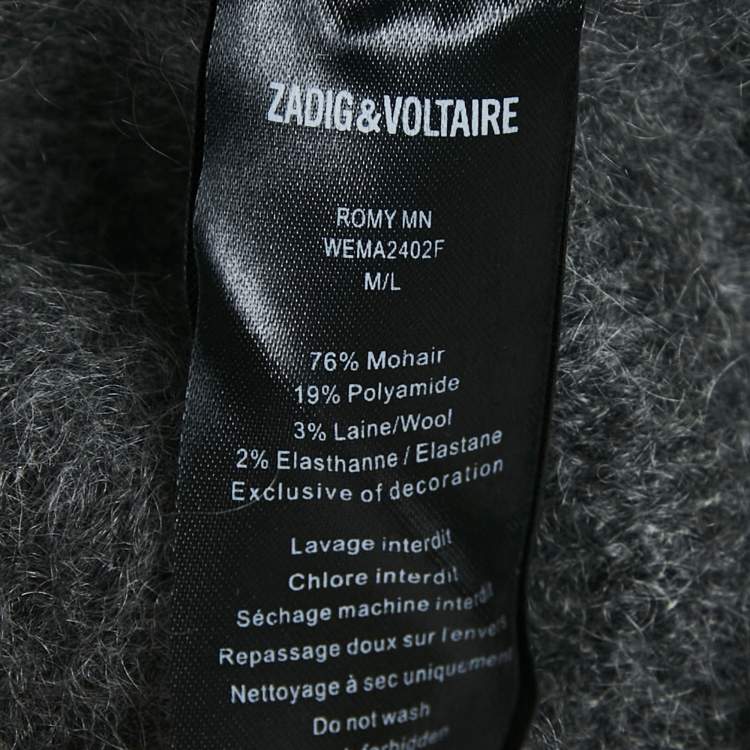 ZADIG&VOLTAIRE
ROMY MN
WEMA2402F
M/L
76% Mohair
19% Polyamide
3% Laine/Wool
2% Elasthanne / Elastane
Exclusive of decoration
Lavage interdit
Chlore interdit
Séchage machine interdit
Repassage doux sur l'envers
Nettoyage à sec uniquement
Do not wash
forbidden